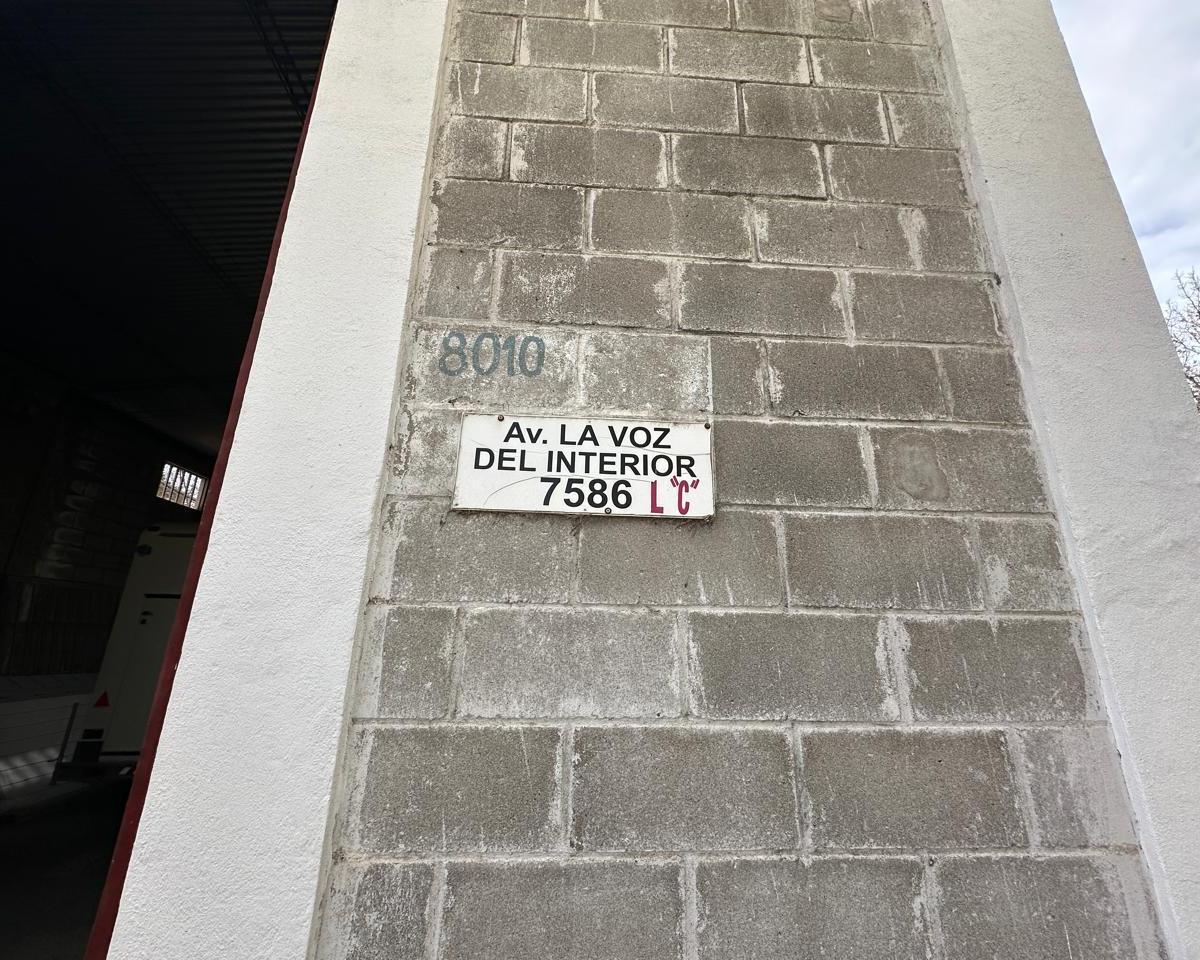 8010
Av. LA VOZ
DEL INTERIOR
7586 L "C"